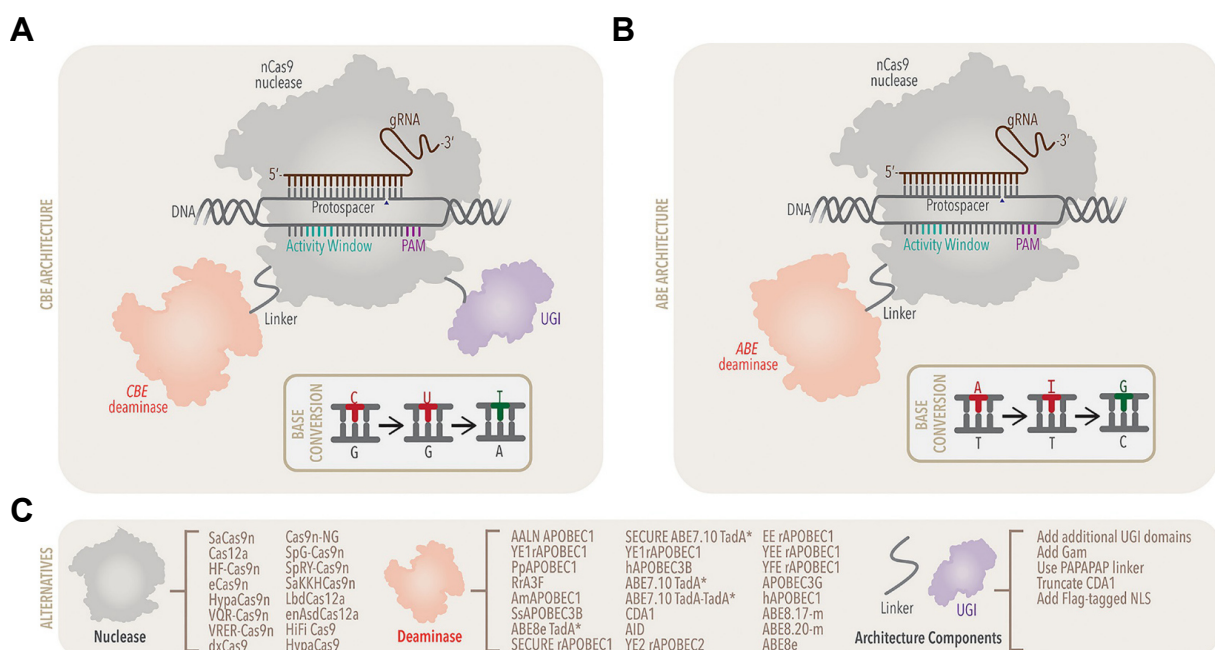 A
nCas9
nuclease
gRNA
-3'
5'-
DNA
Protospacer
Activity Window
PAM
Linker
UGI
CBE
deaminase
CBE ARCHITECTURE
BASE
CONVERSION
C
U
T
G
G
A
B
nCas9
nuclease
gRNA
-3'
5'-
DNA
Protospacer
Activity Window
PAM
Linker
ABE
deaminase
ABE ARCHITECTURE
BASE
CONVERSION
A
I
G
T
T
C
C
ALTERNATIVES
Nuclease
SaCas9n
Cas12a
HF-Cas9n
eCas9n
HypaCas9n
VQR-Cas9n
VRER-Cas9n
dxCas9
Cas9n-NG
SpG-Cas9n
SpRY-Cas9n
SaKKHCas9n
LbdCas12a
enAsdCas12a
HiFi Cas9
HypaCas9
Deaminase
AALN APOBEC1
YE1rAPOBEC1
PpAPOBEC1
RrA3F
AmAPOBEC1
SsAPOBEC3B
ABE8e TadA*
SECURE rAPOBEC1
SECURE ABE7.10 TadA*
YE1rAPOBEC1
hAPOBEC3B
ABE7.10 TadA*
ABE7.10 TadA-TadA*
CDA1
AID
YE2 rAPOBEC2
EE rAPOBEC1
YEE rAPOBEC1
YFE rAPOBEC1
APOBEC3G
hAPOBEC1
ABE8.17-m
ABE8.20-m
ABE8e
Linker
UGI
Architecture Components
Add additional UGI domains
Add Gam
Use PAPAPAP linker
Truncate CDA1
Add Flag-tagged NLS